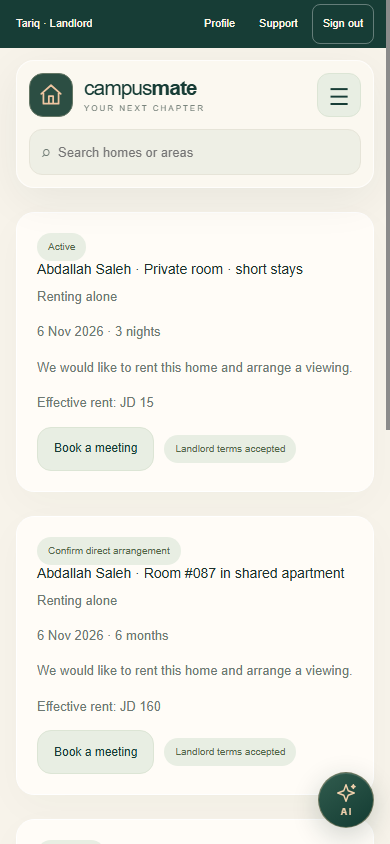 Tariq · Landlord
Profile
Support
Sign out
campusmate
YOUR NEXT CHAPTER
Search homes or areas
Active
Abdallah Saleh · Private room · short stays
Renting alone
6 Nov 2026 · 3 nights
We would like to rent this home and arrange a viewing.
Effective rent: JD 15
Book a meeting
Landlord terms accepted
Confirm direct arrangement
Abdallah Saleh · Room #087 in shared apartment
Renting alone
6 Nov 2026 · 6 months
We would like to rent this home and arrange a viewing.
Effective rent: JD 160
Book a meeting
Landlord terms accepted
AI